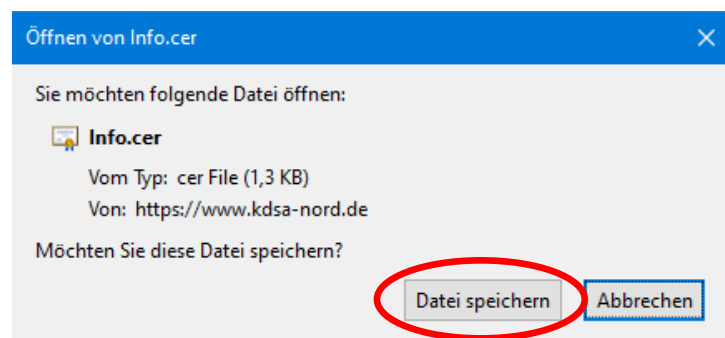 Öffnen von Info.cer
Sie möchten folgende Datei öffnen:
Info.cer
Vom Typ: cer File (1,3 KB)
Von: https://www.kdsa-nord.de
Möchten Sie diese Datei speichern?
Datei speichern Abbrechen